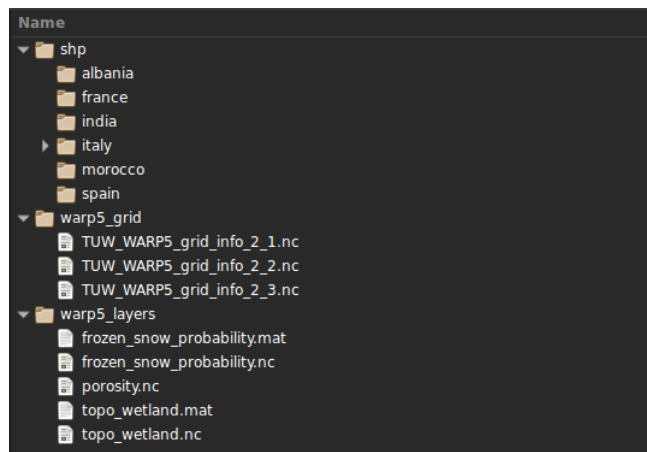 Name
shp
albania
france
india
italy
morocco
spain
warp5_grid
TUW_WARP5_grid_info_2_1.nc
TUW_WARP5_grid_info_2_2.nc
TUW_WARP5_grid_info_2_3.nc
warp5_layers
frozen_snow_probability.mat
frozen_snow_probability.nc
porosity.nc
topo_wetland.mat
topo_wetland.nc